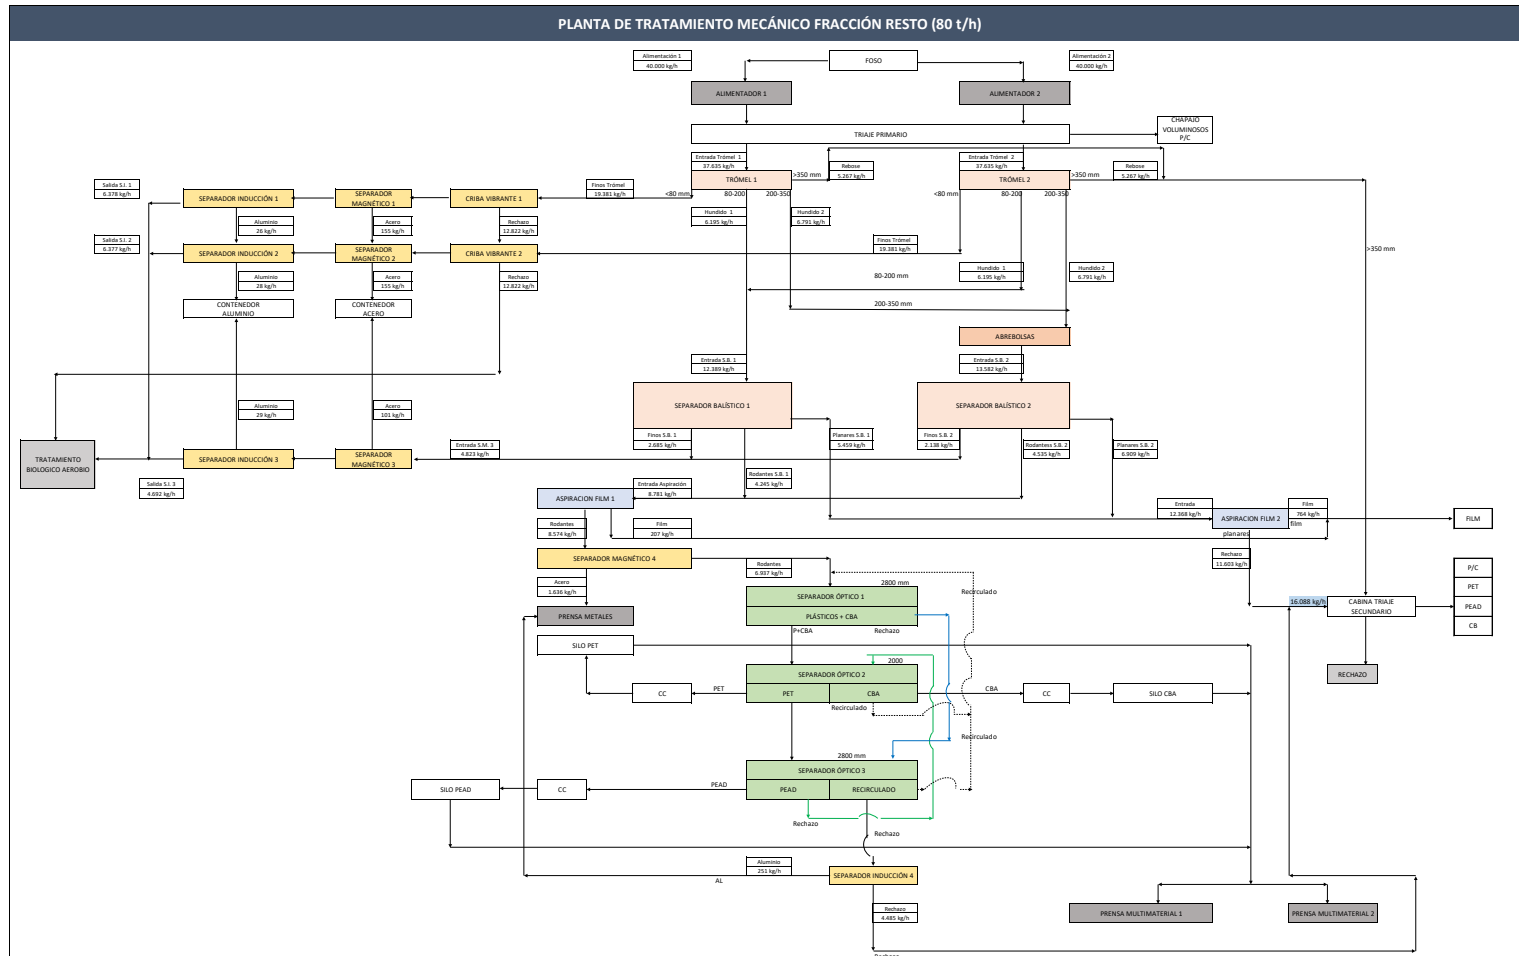 PLANTA DE TRATAMIENTO MECÁNICO FRACCIÓN RESTO (80 t/h)
Alimentación 1
40.000 kg/h
FOSO
Alimentación 2
40.000 kg/h
ALIMENTADOR 1
ALIMENTADOR 2
TRIAJE PRIMARIO
CHAPAJO
VOLUMINOSOS
P/C
Entrada Trómel 1
37.635 kg/h
Rebose
5.267 kg/h
Entrada Trómel 2
37.635 kg/h
Rebose
5.267 kg/h
TRÓMEL 1
>350 mm
TRÓMEL 2
>350 mm
Salida S.I. 1
6.378 kg/h
Finos Trómel
19.381 kg/h
<80 mm
80-200
200-350
<80 mm
80-200
200-350
SEPARADOR INDUCCIÓN 1
SEPARADOR
MAGNÉTICO 1
CRIBA VIBRANTE 1
Hundido 1
6.195 kg/h
Hundido 2
6.791 kg/h
Aluminio
26 kg/h
Acero
155 kg/h
Rechazo
12.822 kg/h
Salida S.I. 2
6.377 kg/h
Finos Trómel
19.381 kg/h
SEPARADOR INDUCCIÓN 2
SEPARADOR
MAGNÉTICO 2
CRIBA VIBRANTE 2
>350 mm
Aluminio
28 kg/h
Acero
155 kg/h
Rechazo
12.822 kg/h
80-200 mm
Hundido 1
6.195 kg/h
Hundido 2
6.791 kg/h
CONTENEDOR
ALUMINIO
CONTENEDOR
ACERO
200-350 mm
ABREBOLSAS
Entrada S.B. 1
12.389 kg/h
Entrada S.B. 2
13.582 kg/h
SEPARADOR BALÍSTICO 1
SEPARADOR BALÍSTICO 2
Aluminio
29 kg/h
Acero
101 kg/h
Finos S.B. 1
2.685 kg/h
Planares S.B. 1
5.459 kg/h
Finos S.B. 2
2.138 kg/h
Rodantess S.B. 2
4.535 kg/h
Planares S.B. 2
6.909 kg/h
TRATAMIENTO
BIOLOGICO AEROBIO
SEPARADOR INDUCCIÓN 3
SEPARADOR
MAGNÉTICO 3
Entrada S.M. 3
4.823 kg/h
Salida S.I. 3
4.692 kg/h
Rodantes S.B. 1
4.245 kg/h
Entrada Aspiración
8.781 kg/h
ASPIRACION FILM 1
Entrada
12.368 kg/h
Film
764 kg/h
ASPIRACION FILM 2
film
FILM
Rodantes
8.574 kg/h
Film
207 kg/h
planares
Rechazo
11.603 kg/h
SEPARADOR MAGNÉTICO 4
Rodantes
6.937 kg/h
P/C
PET
PEAD
CB
Acero
1.636 kg/h
2800 mm
Recirculado
SEPARADOR ÓPTICO 1
PLÁSTICOS + CBA
16.088 kg/h
CABINA TRIAJE
SECUNDARIO
PRENSA METALES
P+CBA
Rechazo
SILO PET
2000
RECHAZO
SEPARADOR ÓPTICO 2
PET
CBA
CC
PET
CBA
CC
SILO CBA
Recirculado
Recirculado
2800 mm
SEPARADOR ÓPTICO 3
PEAD
RECIRCULADO
SILO PEAD
CC
PEAD
Rechazo
Rechazo
Aluminio
251 kg/h
AL
SEPARADOR INDUCCIÓN 4
Rechazo
4.485 kg/h
PRENSA MULTIMATERIAL 1
PRENSA MULTIMATERIAL 2
Rechazo